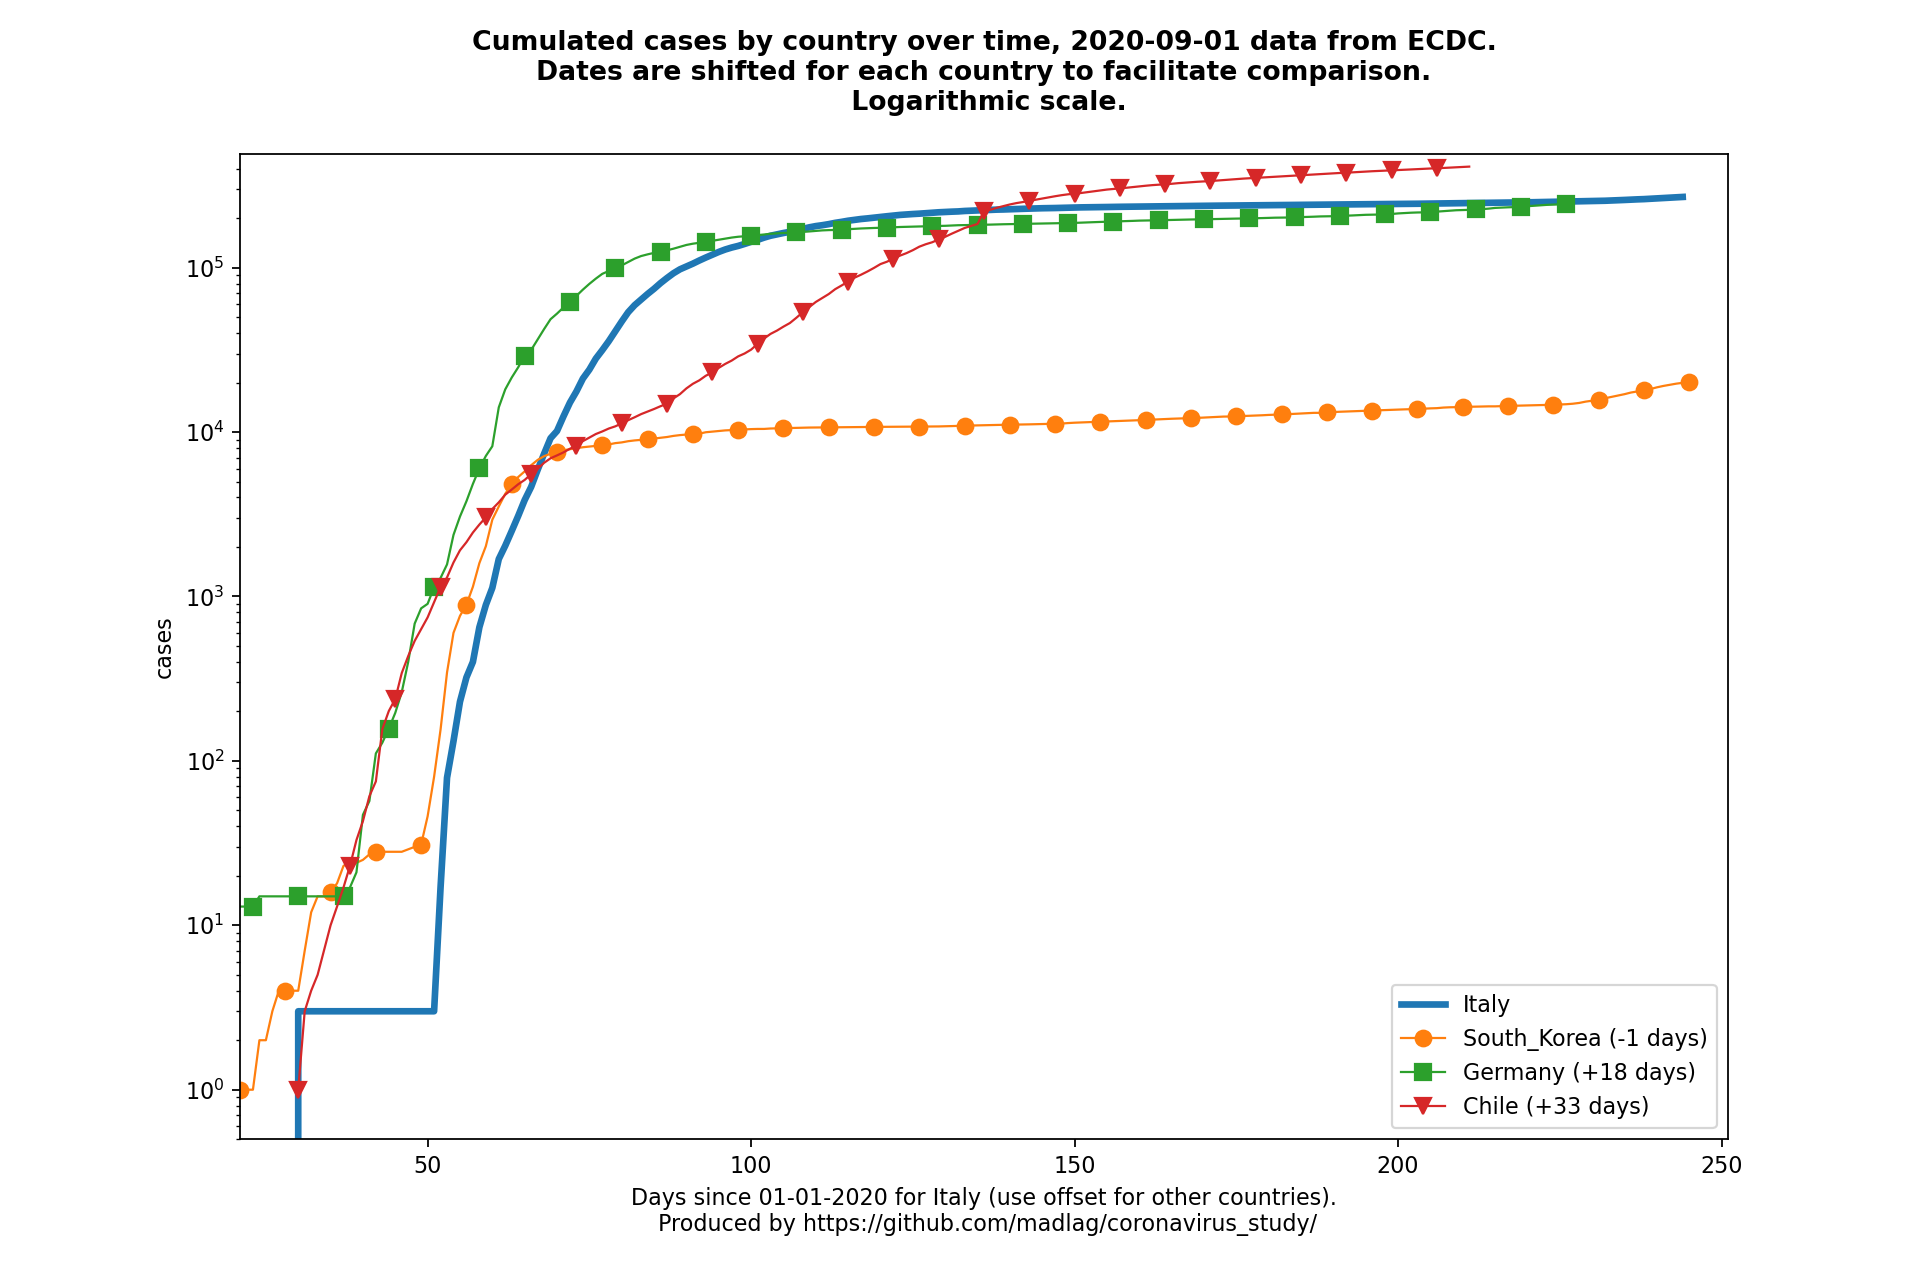 Cumulated cases by country over time, 2020-09-01 data from ECDC.
Dates are shifted for each country to facilitate comparison.
Logarithmic scale.
10^5
10^4
10^3
10^2
10^1
10^0
cases
Italy
South_Korea (-1 days)
Germany (+18 days)
Chile (+33 days)
50 100 150 200 250
Days since 01-01-2020 for Italy (use offset for other countries).
Produced by https://github.com/madlag/coronavirus_study/